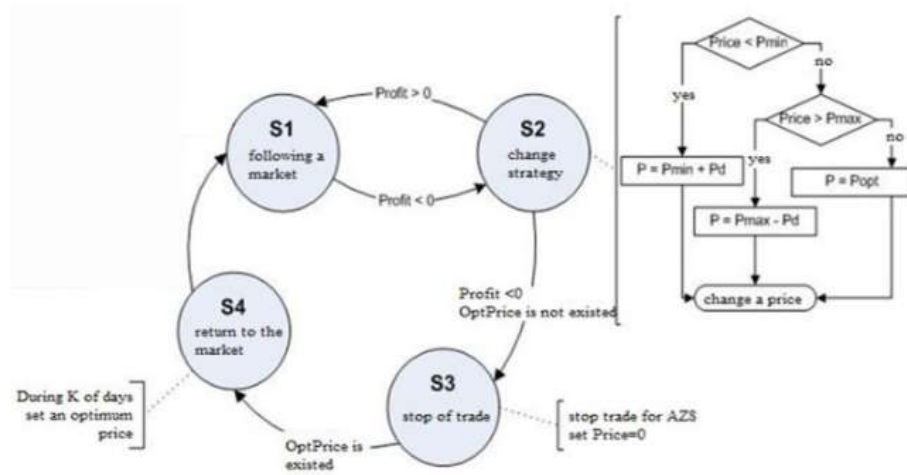 S1
following a
market
Profit > 0
Profit < 0
S2
change
strategy
Profit <0
OptPrice is not existed
S3
stop of trade
stop trade for AZS
set Price=0
OptPrice is
existed
S4
return to the
market
During K of days
set an optimum
price
Price < Pmin
yes
no
Price > Pmax
yes
no
P = Pmin + Pd
P = Pmax - Pd
P = Popt
change a price